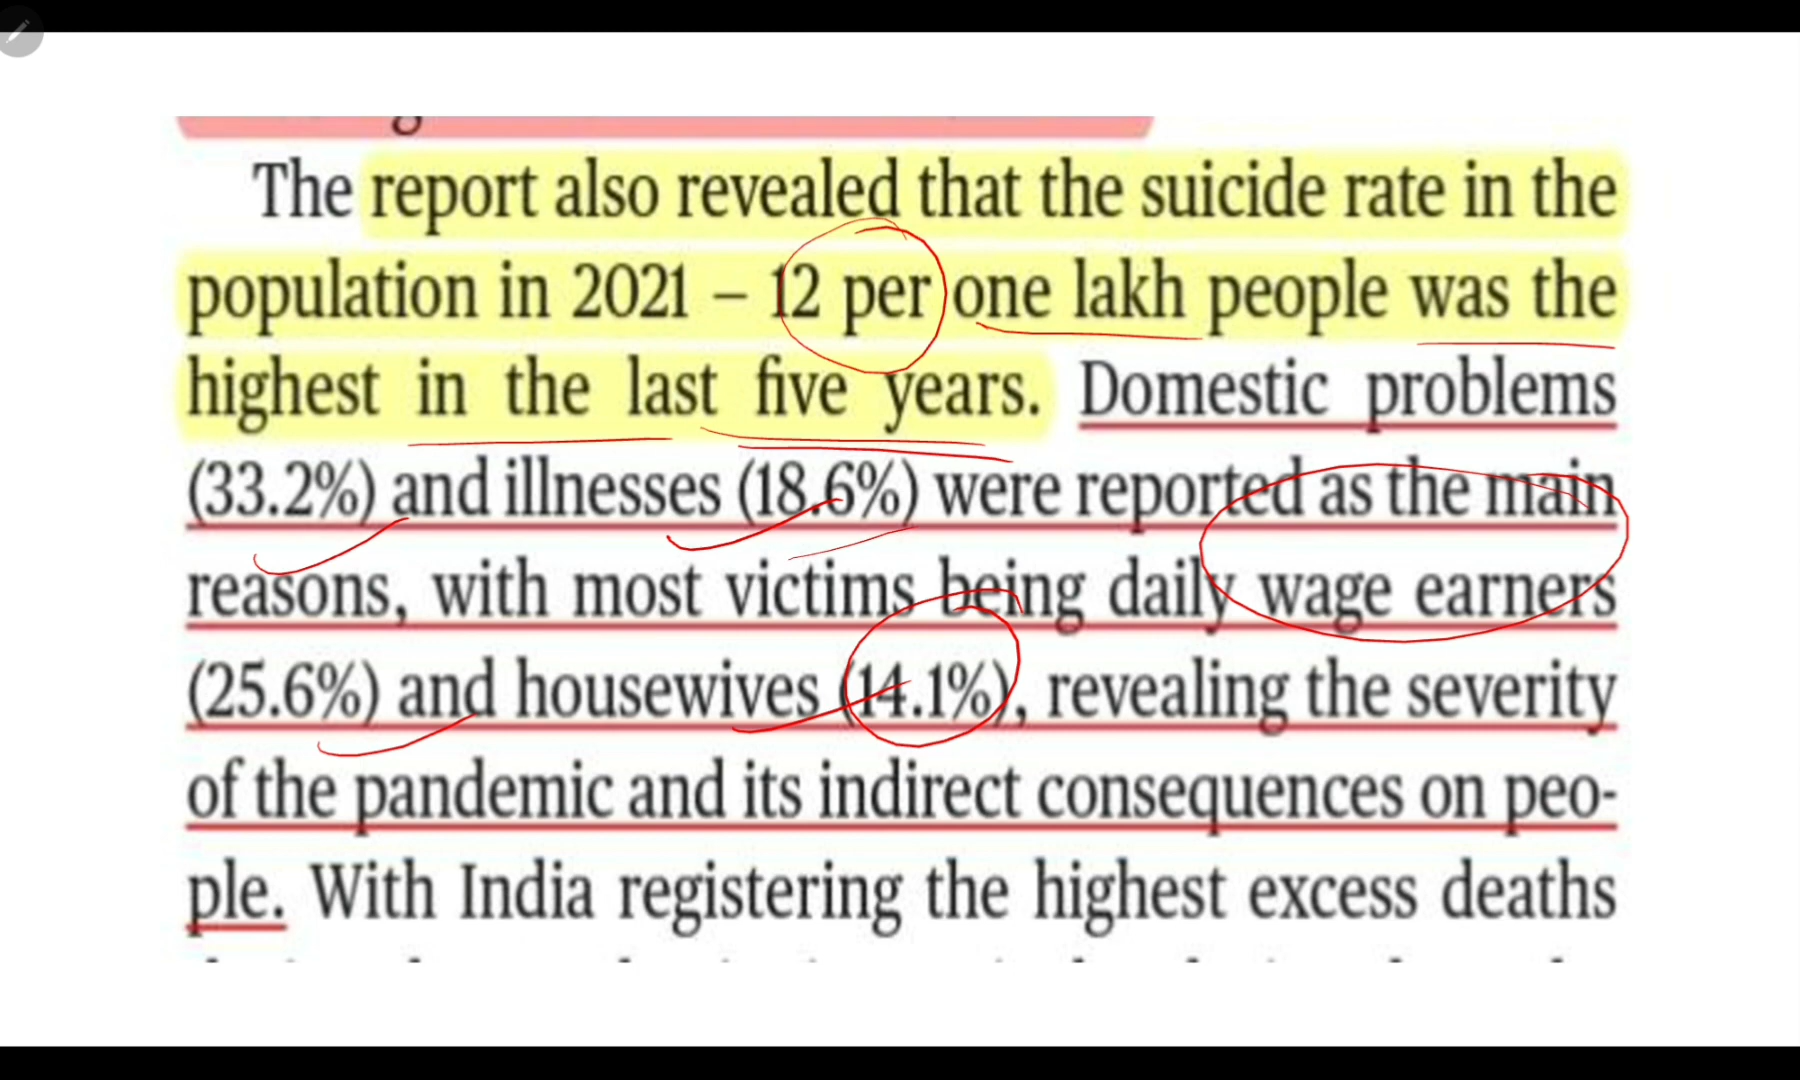 The report also revealed that the suicide rate in the
population in 2021 – 12 per one lakh people was the
highest in the last five years. Domestic problems
(33.2%) and illnesses (18.6%) were reported as the main
reasons, with most victims being daily wage earners
(25.6%) and housewives (14.1%), revealing the severity
of the pandemic and its indirect consequences on peo-
ple. With India registering the highest excess deaths